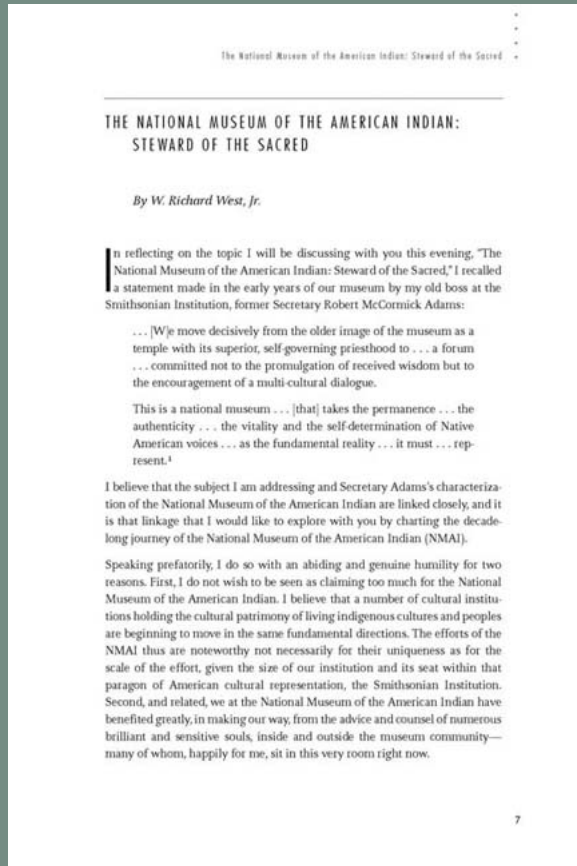 The National Museum of the American Indian: Steward of the Sacred
THE NATIONAL MUSEUM OF THE AMERICAN INDIAN:
STEWARD OF THE SACRED
By W. Richard West, Jr.
In reflecting on the topic I will be discussing with you this evening, "The
National Museum of the American Indian: Steward of the Sacred," I recalled
a statement made in the early years of our museum by my old boss at the
Smithsonian Institution, former Secretary Robert McCormick Adams:
. . . [W]e move decisively from the older image of the museum as a
temple with its superior, self-governing priesthood to . . . a forum
. . . committed not to the promulgation of received wisdom but to
the encouragement of a multi-cultural dialogue.
This is a national museum . . . [that] takes the permanence . . . the
authenticity . . . the vitality and the self-determination of Native
American voices . . . as the fundamental reality . . . it must . . . rep-
resent.¹
I believe that the subject I am addressing and Secretary Adams's characteriza-
tion of the National Museum of the American Indian are linked closely, and it
is that linkage that I would like to explore with you by charting the decade-
long journey of the National Museum of the American Indian (NMAI).
Speaking prefatorily, I do so with an abiding and genuine humility for two
reasons. First, I do not wish to be seen as claiming too much for the National
Museum of the American Indian. I believe that a number of cultural institu-
tions holding the cultural patrimony of living indigenous cultures and peoples
are beginning to move in the same fundamental directions. The efforts of the
NMAI thus are noteworthy not necessarily for their uniqueness as for the
scale of the effort, given the size of our institution and its seat within that
paragon of American cultural representation, the Smithsonian Institution.
Second, and related, we at the National Museum of the American Indian have
benefited greatly, in making our way, from the advice and counsel of numerous
brilliant and sensitive souls, inside and outside the museum community—
many of whom, happily for me, sit in this very room right now.
7